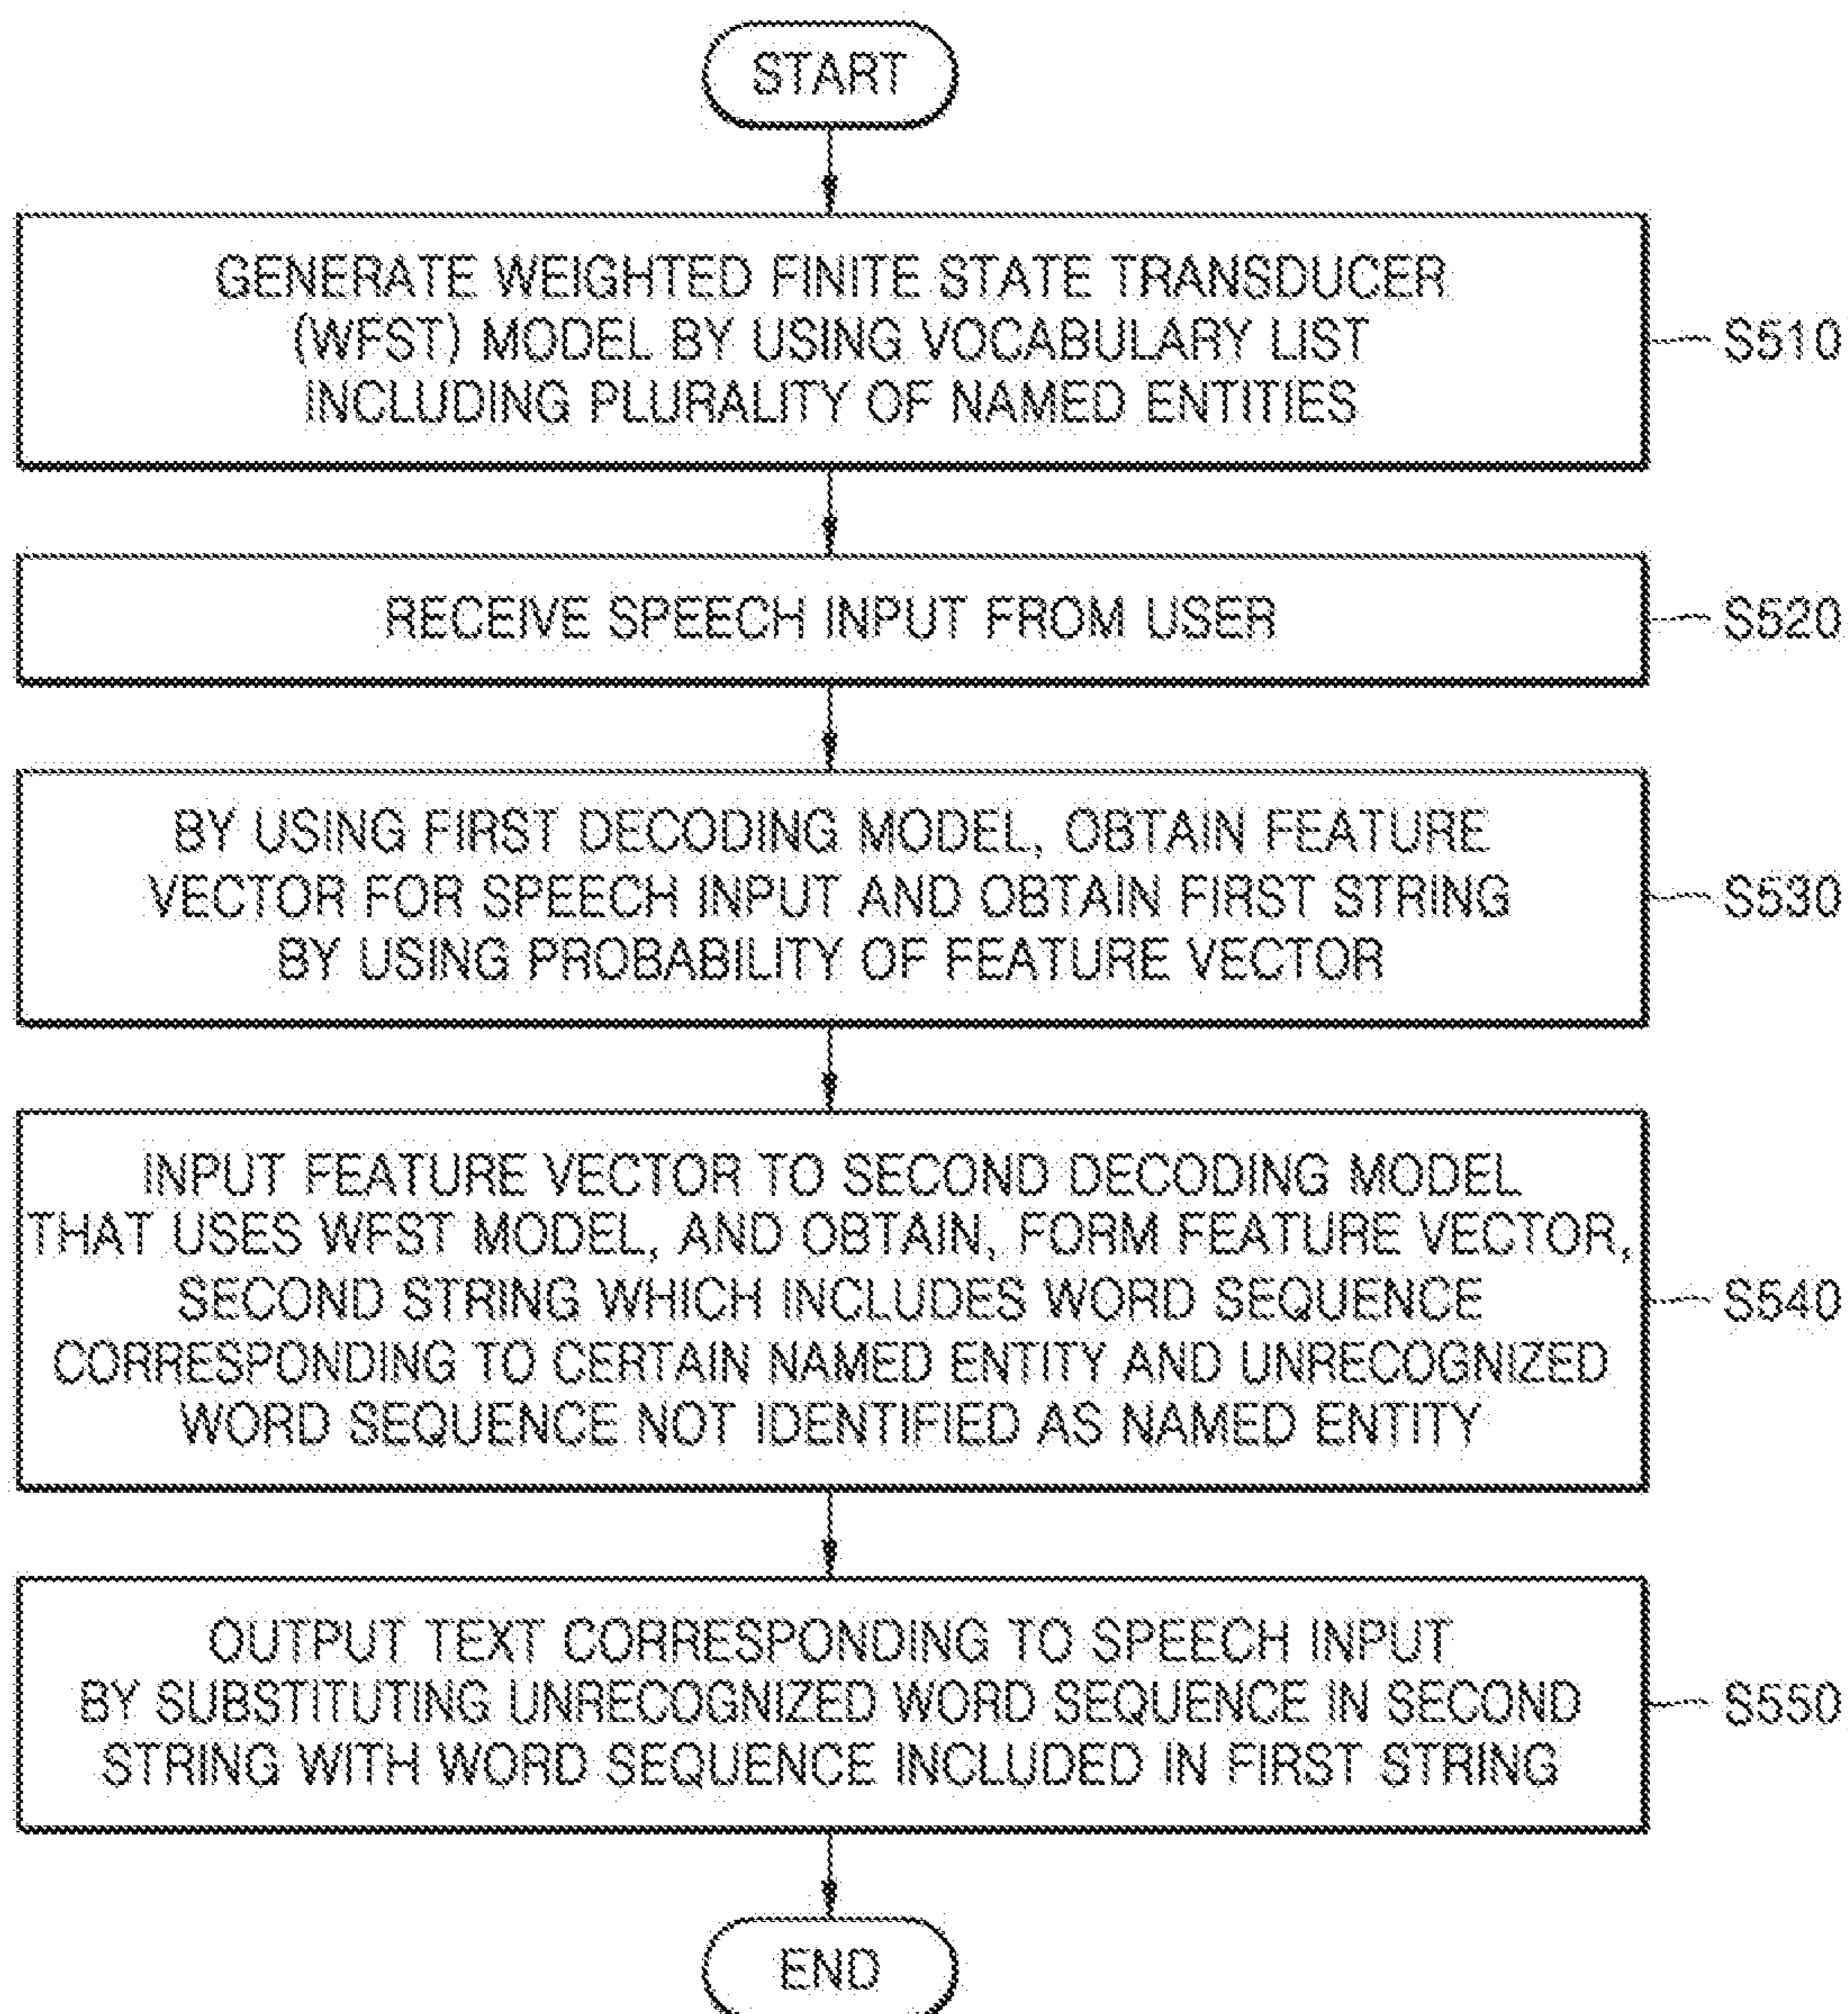 START
GENERATE WEIGHTED FINITE STATE TRANSDUCER
(WFST) MODEL BY USING VOCABULARY LIST
INCLUDING PLURALITY OF NAMED ENTITIES
S510
RECEIVE SPEECH INPUT FROM USER
S520
BY USING FIRST DECODING MODEL, OBTAIN FEATURE
VECTOR FOR SPEECH INPUT AND OBTAIN FIRST STRING
BY USING PROBABILITY OF FEATURE VECTOR
S530
INPUT FEATURE VECTOR TO SECOND DECODING MODEL
THAT USES WFST MODEL, AND OBTAIN, FORM FEATURE VECTOR,
SECOND STRING WHICH INCLUDES WORD SEQUENCE
CORRESPONDING TO CERTAIN NAMED ENTITY AND UNRECOGNIZED
WORD SEQUENCE NOT IDENTIFIED AS NAMED ENTITY
S540
OUTPUT TEXT CORRESPONDING TO SPEECH INPUT
BY SUBSTITUTING UNRECOGNIZED WORD SEQUENCE IN SECOND
STRING WITH WORD SEQUENCE INCLUDED IN FIRST STRING
S550
END